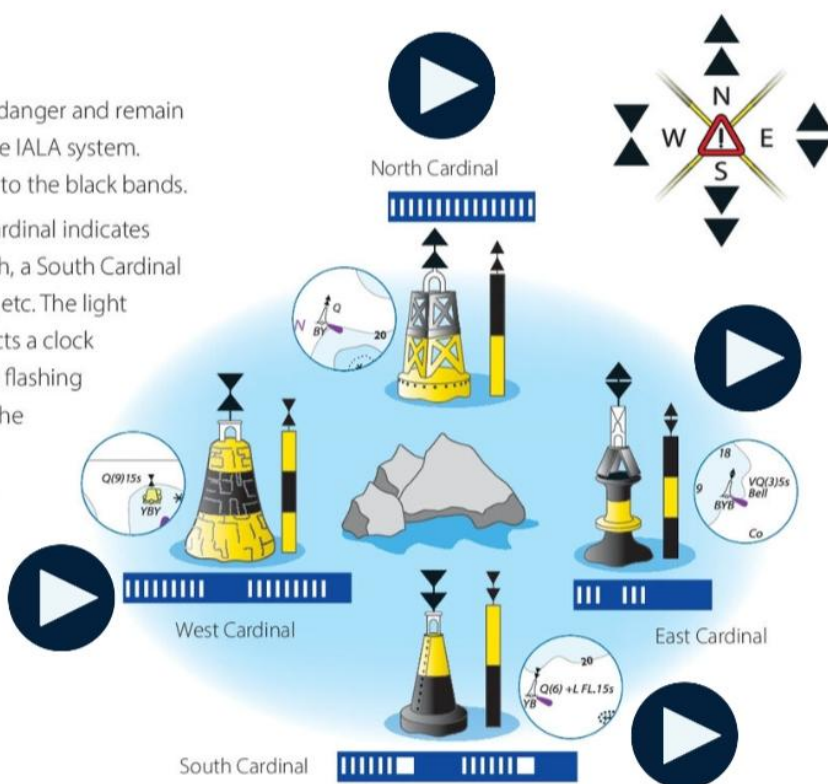 danger and remain
e IALA system.
to the black bands.
ardinal indicates
h, a South Cardinal
etc. The light
cts a clock
flashing
he
North Cardinal
N
W
!
E
S
Q
N
BY
20
Q(9)15s
YBY
18
9
VQ(3)5s
Bell
BYB
Co
West Cardinal
East Cardinal
20
Q(6) +L FL.15s
YB
South Cardinal